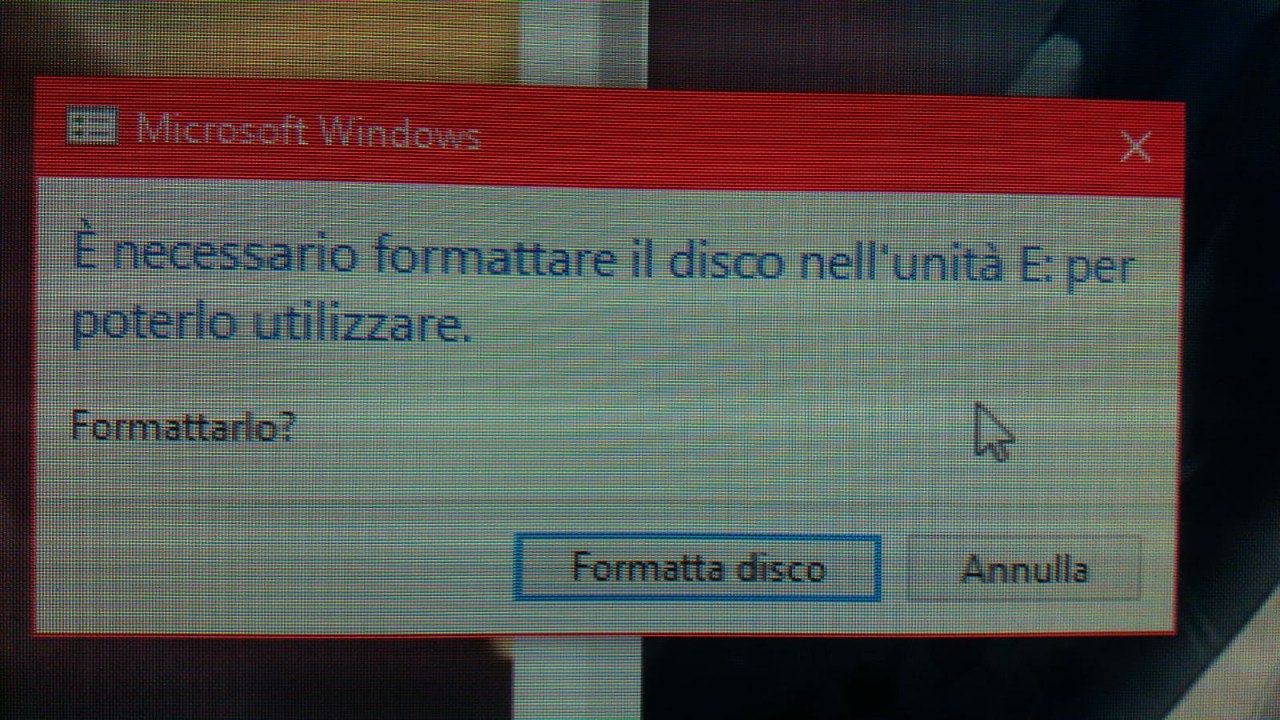 Microsoft Windows
È necessario formattare il disco nell'unità E: per
poterlo utilizzare.
Formattarlo?
Formatta disco
Annulla